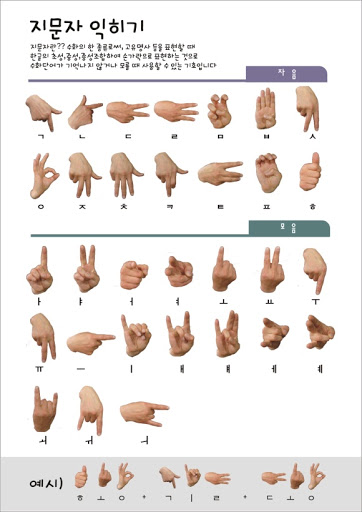 지문자 익히기
지문자란?? 수화의 한 종류로써, 고유명사 등을 표현할 때
한글의 초성,중성,종성조합하여 손가락으로 표현하는 것으로
수화단어가 기억나지 않거나 모를 때 사용할 수 있는 기호입니다
자 음
ㄱ ㄴ ㄷ ㄹ ㅁ ㅂ ㅅ
ㅇ ㅈ ㅊ ㅋ ㅌ ㅍ ㅎ
모 음
ㅏ ㅑ ㅓ ㅕ ㅗ ㅛ ㅜ
ㅠ ㅡ ㅣ ㅐ ㅒ ㅔ ㅖ
ㅚ ㅟ ㅢ
예시) ㅎ ㅗ ㅇ + ㄱ ㅣ ㄹ + ㄷ ㅗ ㅇ